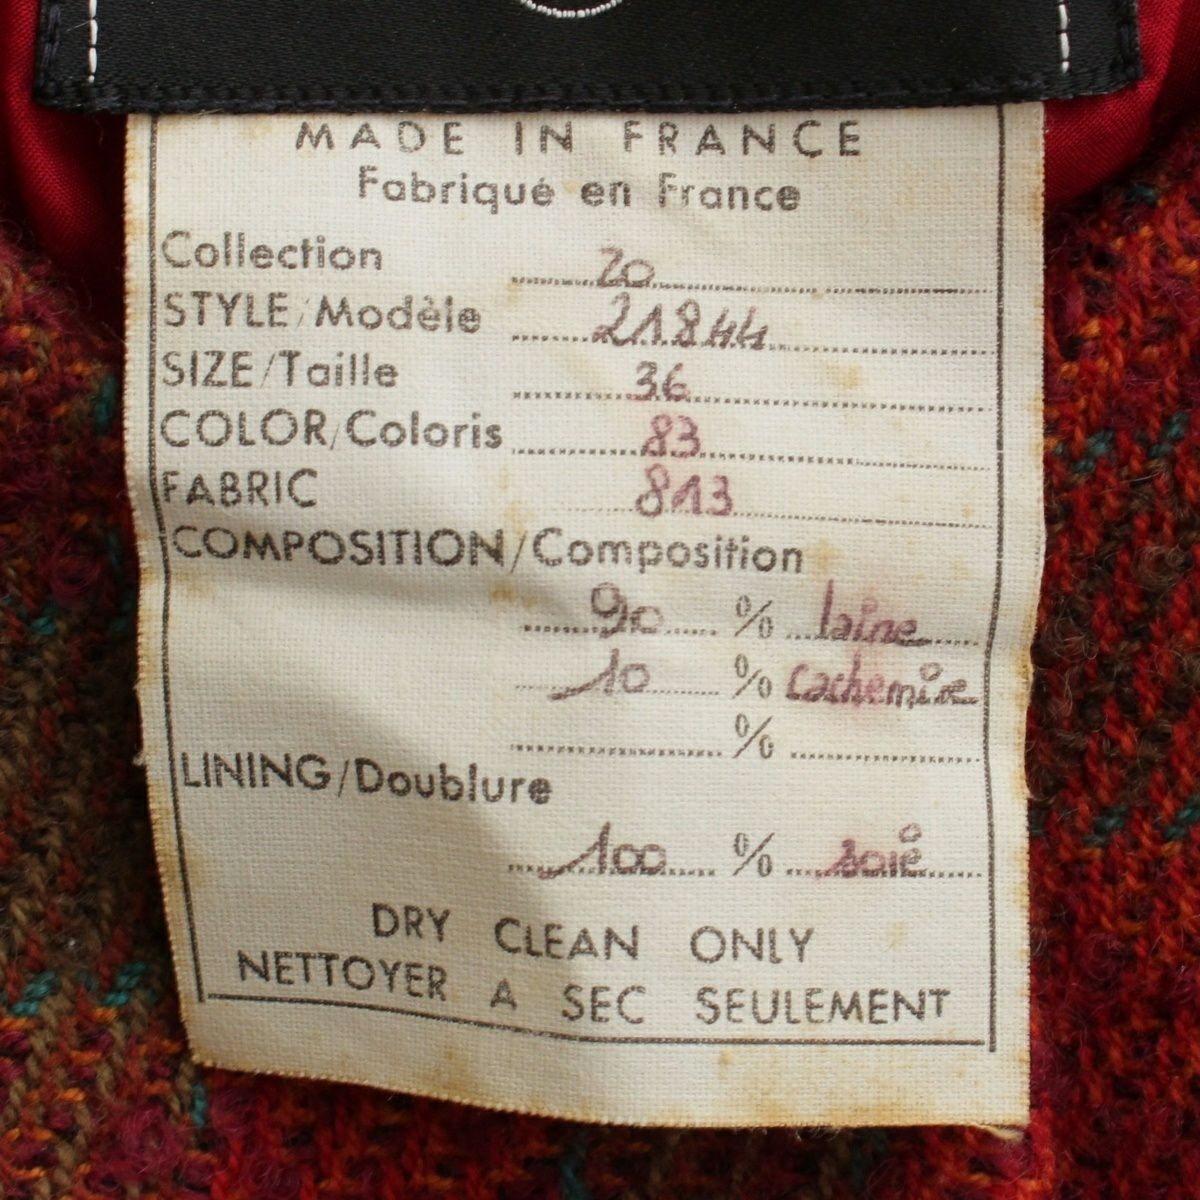 MADE IN FRANCE
Fabriqué en France
Collection 20
STYLE/Modèle 21844
SIZE/Taille 36
COLOR/Coloris 83
FABRIC 813
COMPOSITION/Composition
90 % laine
10 % cachemire
%
LINING/Doublure
100 % soie
DRY CLEAN ONLY
NETTOYER A SEC SEULEMENT